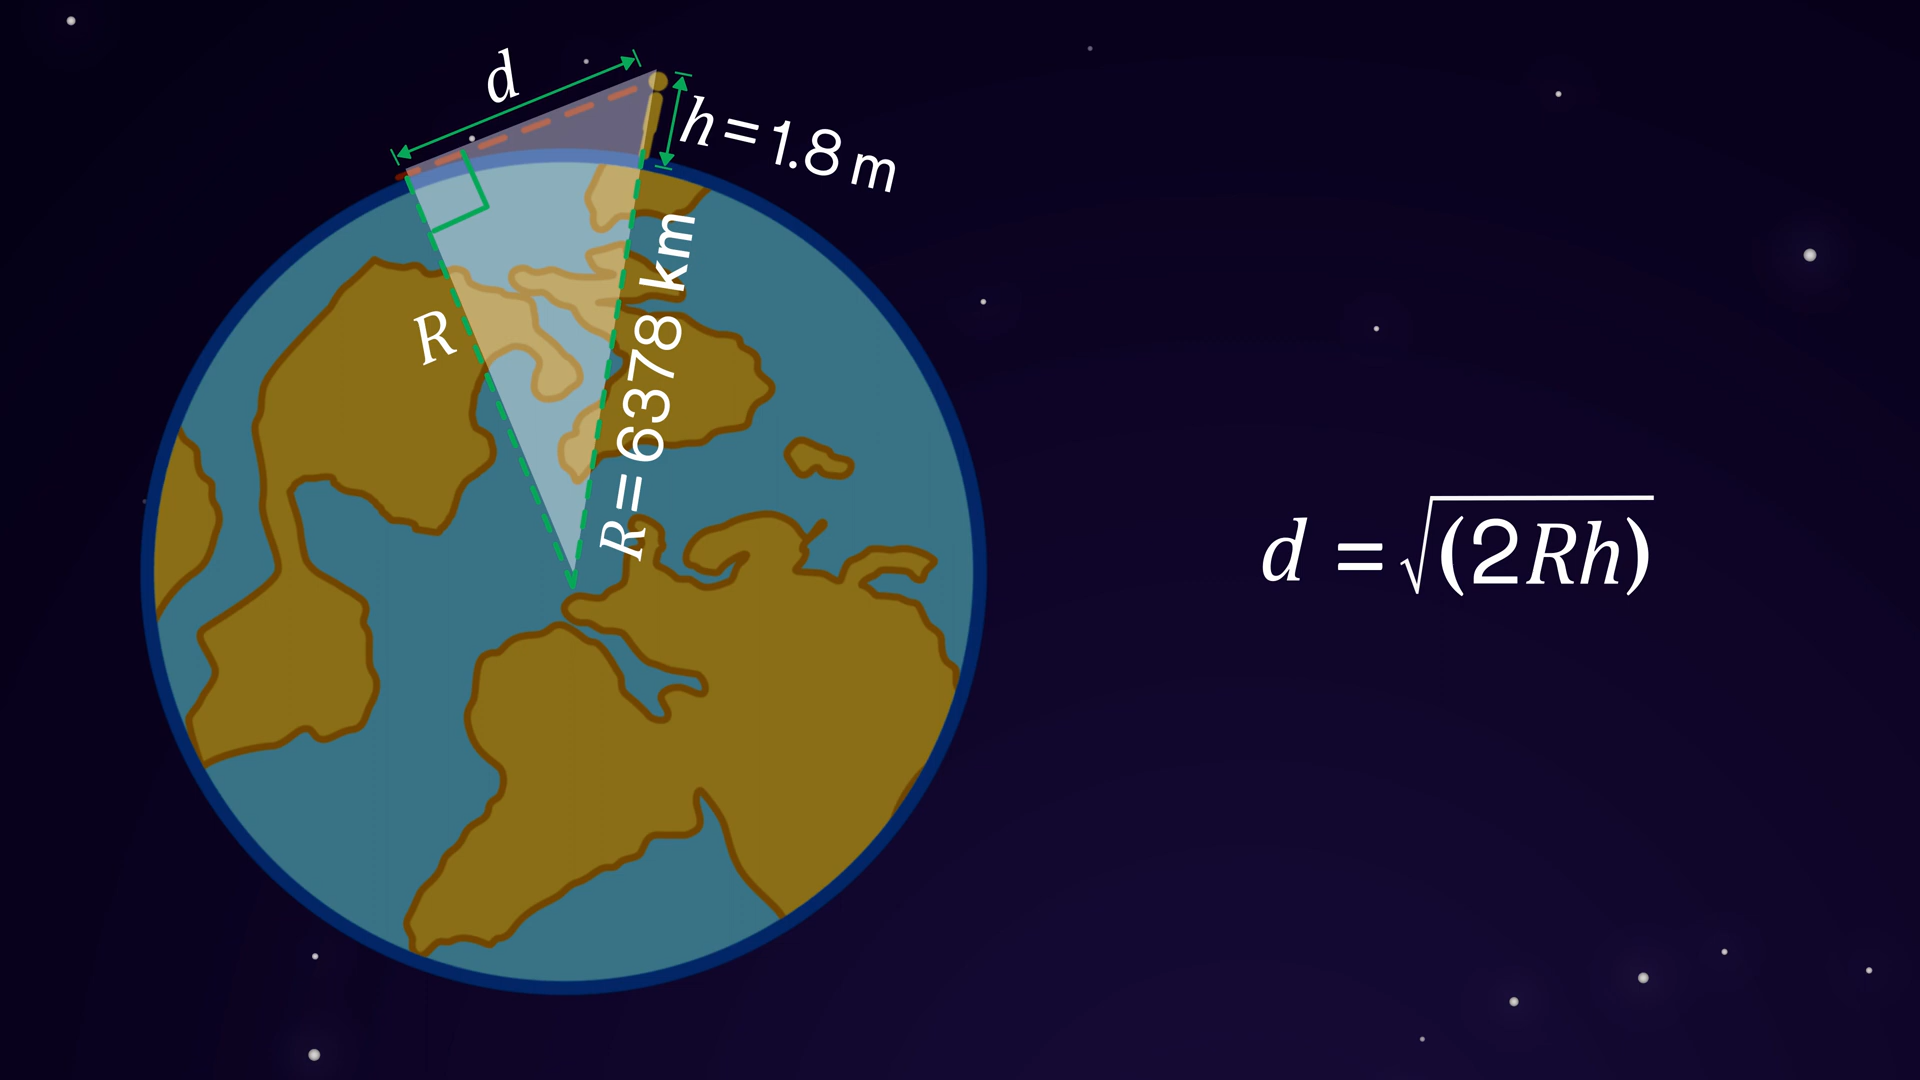 d
h = 1.8 m
R
R = 6378 km
d = √(2Rh)